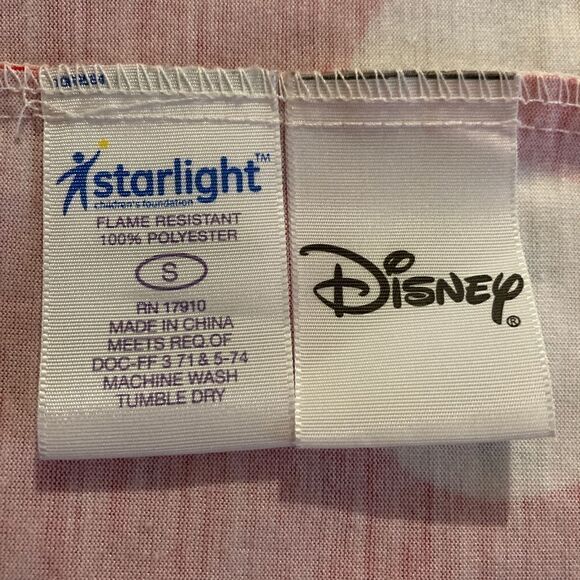 starlight™
children's foundation
FLAME RESISTANT
100% POLYESTER
S
RN 17910
MADE IN CHINA
MEETS REQ.OF
DOC-FF 3 71 & 5-74
MACHINE WASH
TUMBLE DRY
Disney®